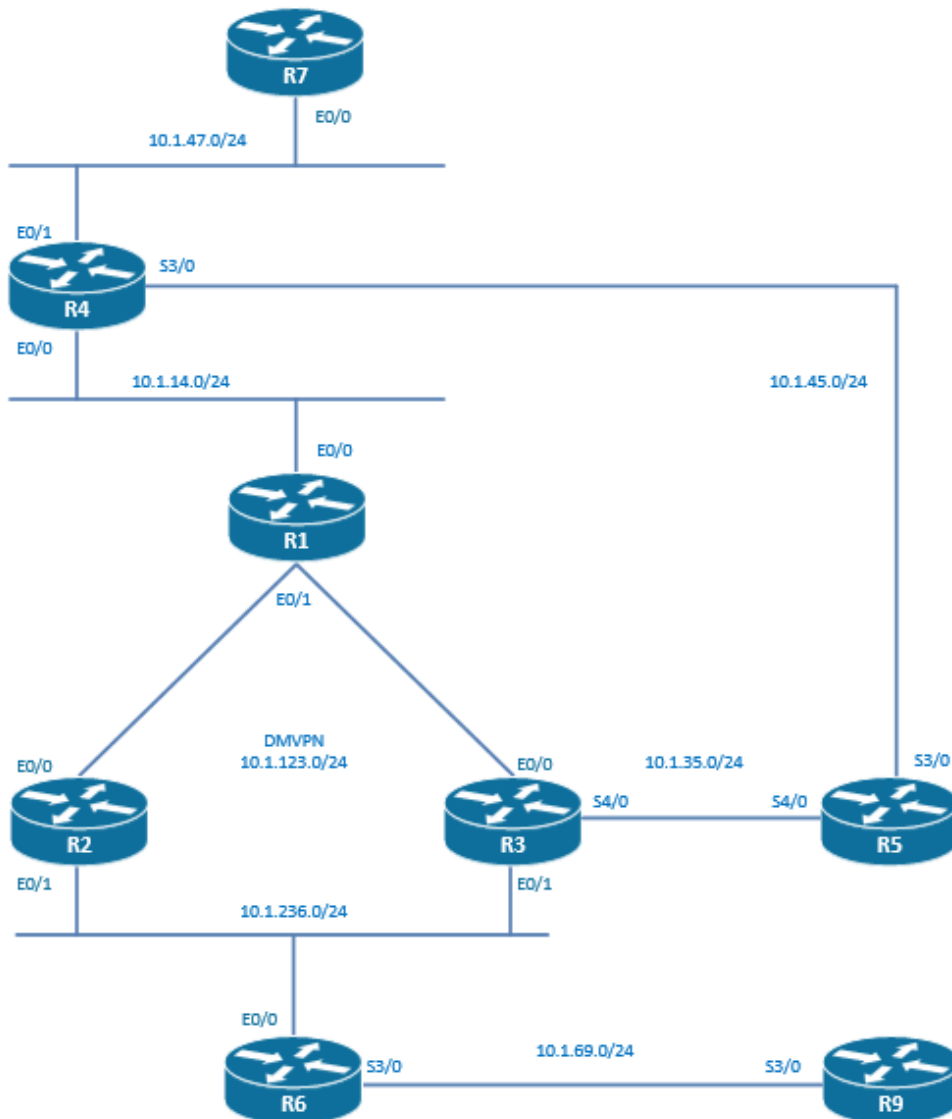 R7
E0/0
10.1.47.0/24
E0/1
S3/0
R4
E0/0
10.1.14.0/24
10.1.45.0/24
E0/0
R1
E0/1
DMVPN
10.1.123.0/24
E0/0
E0/0
10.1.35.0/24
S3/0
S4/0
S4/0
R2
R3
R5
E0/1
E0/1
10.1.236.0/24
E0/0
10.1.69.0/24
S3/0
S3/0
R6
R9